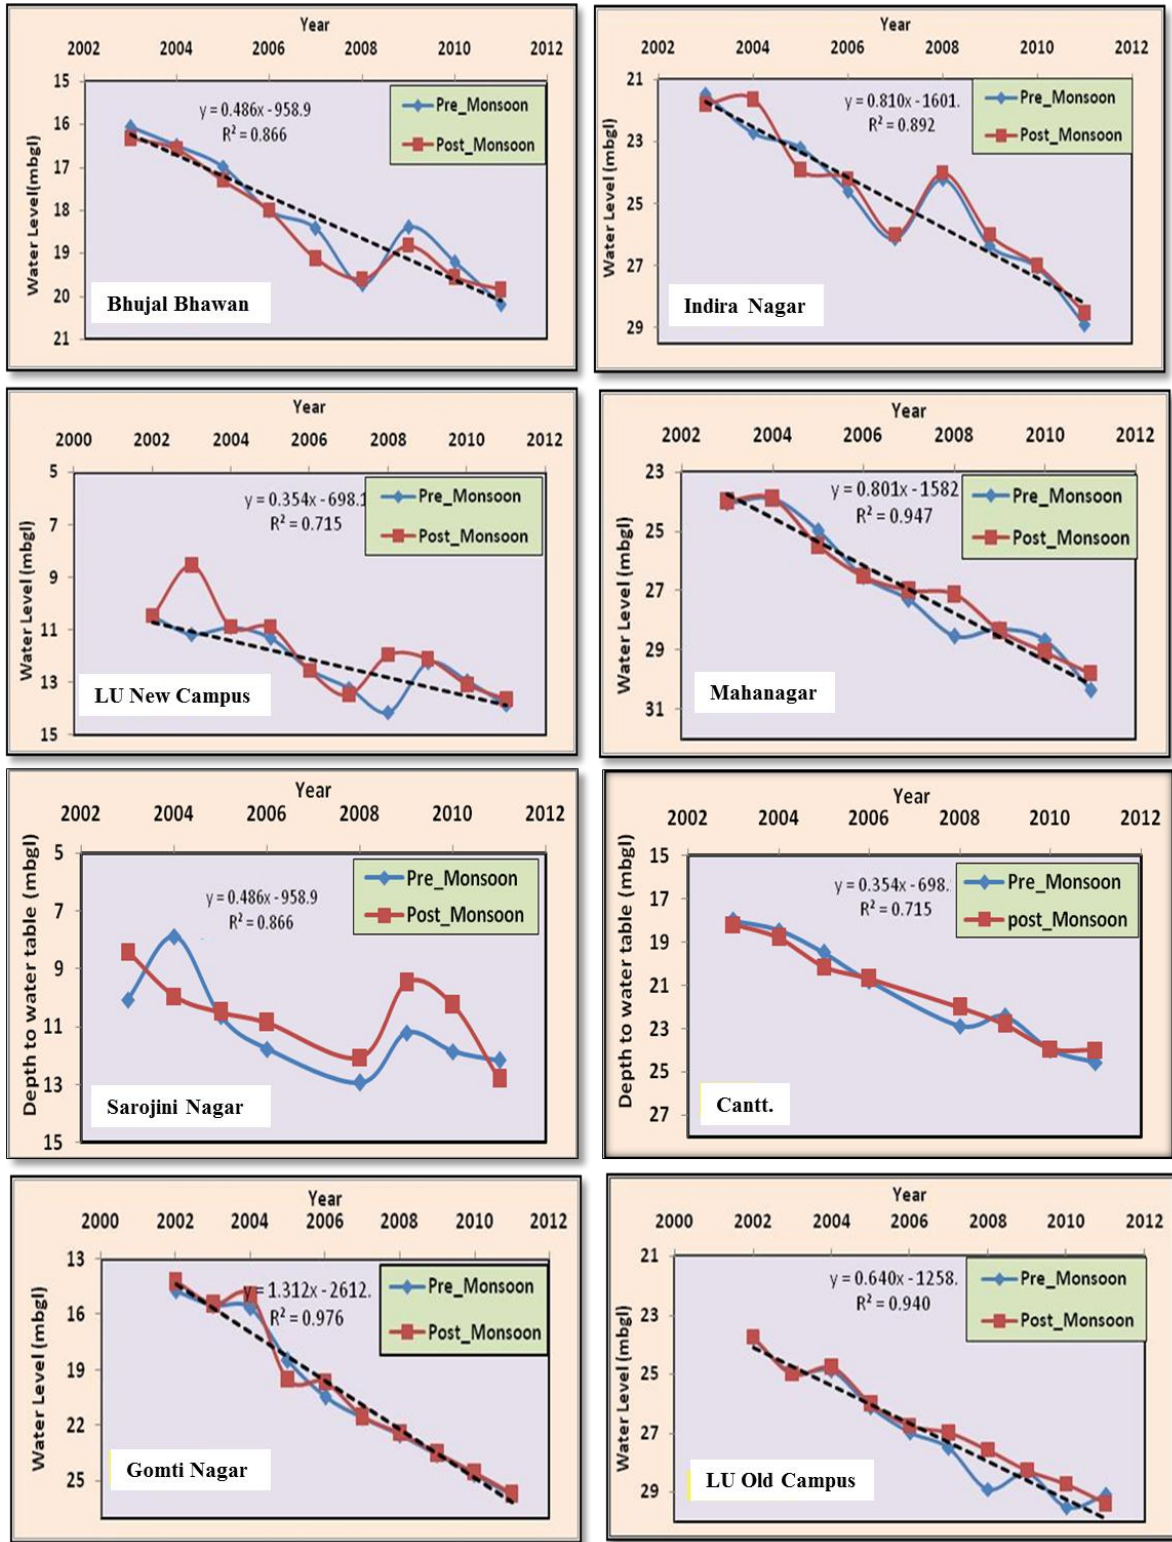 Year
2002 2004 2006 2008 2010 2012
15
16
17
18
19
20
21
Water Level(mbgl)
y = 0.486x - 958.9
R² = 0.866
Pre_Monsoon
Post_Monsoon
Bhujal Bhawan
Year
2002 2004 2006 2008 2010 2012
21
23
25
27
29
Water Level (mbgl)
y = 0.810x - 1601.
R² = 0.892
Pre_Monsoon
Post_Monsoon
Indira Nagar
Year
2000 2002 2004 2006 2008 2010 2012
5
7
9
11
13
15
Water Level (mbgl)
y = 0.354x - 698.1
R² = 0.715
Pre_Monsoon
Post_Monsoon
LU New Campus
Year
2002 2004 2006 2008 2010 2012
23
25
27
29
31
Water Level (mbgl)
y = 0.801x - 1582
R² = 0.947
Pre_Monsoon
Post_Monsoon
Mahanagar
Year
2002 2004 2006 2008 2010 2012
5
7
9
11
13
15
Depth to water table (mbgl)
y = 0.486x - 958.9
R² = 0.866
Pre_Monsoon
Post_Monsoon
Sarojini Nagar
Year
2002 2004 2006 2008 2010 2012
15
17
19
21
23
25
27
Depth to water table (mbgl)
y = 0.354x - 698.
R² = 0.715
Pre_Monsoon
post_Monsoon
Cantt.
Year
2000 2002 2004 2006 2008 2010 2012
13
16
19
22
25
Water Level (mbgl)
y = 1.312x - 2612.
R² = 0.976
Pre_Monsoon
Post_Monsoon
Gomti Nagar
Year
2000 2002 2004 2006 2008 2010 2012
21
23
25
27
29
Water Level (mbgl)
y = 0.640x - 1258.
R² = 0.940
Pre_Monsoon
Post_Monsoon
LU Old Campus